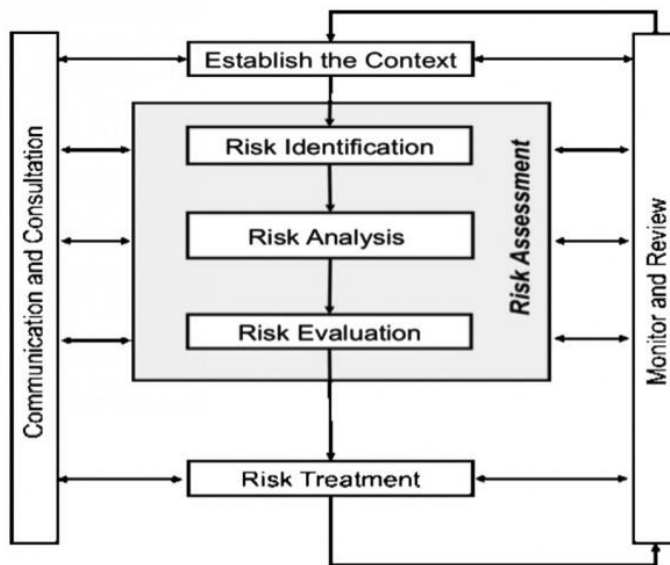 Establish the Context
Risk Identification
Risk Analysis
Risk Evaluation
Risk Assessment
Risk Treatment
Communication and Consultation
Monitor and Review